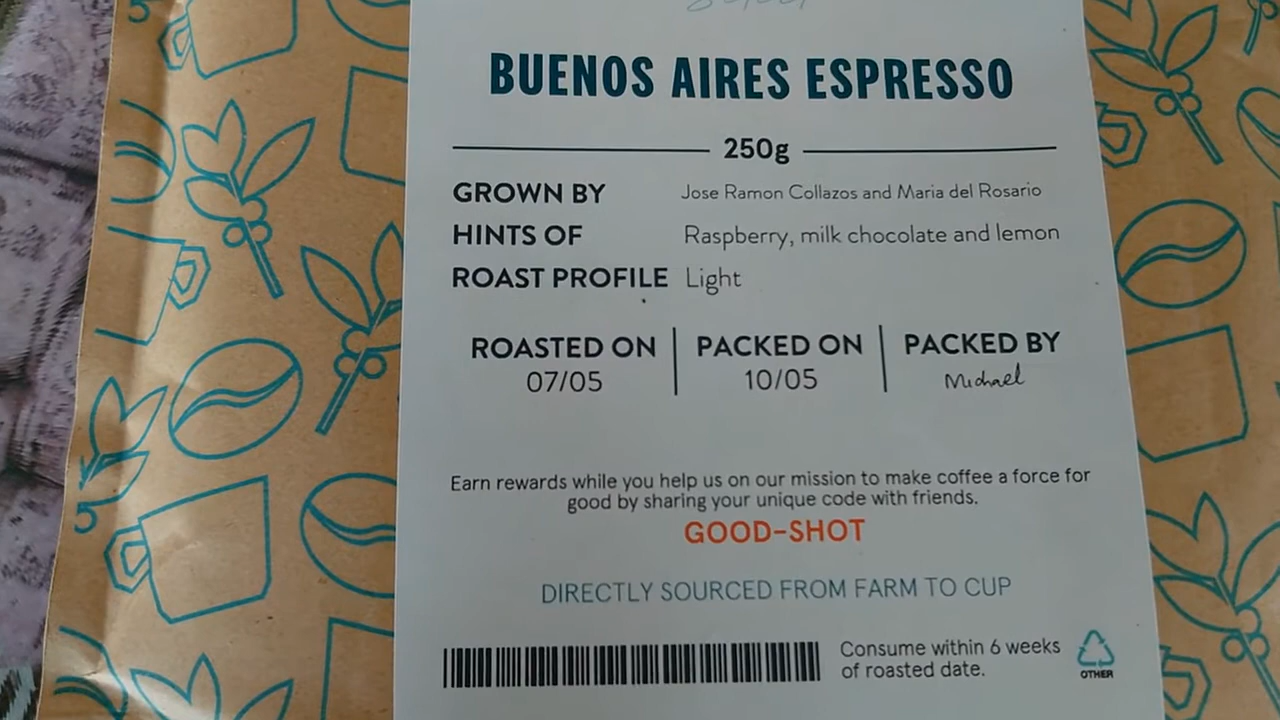 BUENOS AIRES ESPRESSO
250g
GROWN BY Jose Ramon Collazos and Maria del Rosario
HINTS OF Raspberry, milk chocolate and lemon
ROAST PROFILE Light
ROASTED ON PACKED ON PACKED BY
07/05 10/05 Michael
Earn rewards while you help us on our mission to make coffee a force for
good by sharing your unique code with friends.
GOOD-SHOT
DIRECTLY SOURCED FROM FARM TO CUP
Consume within 6 weeks
of roasted date.
OTHER